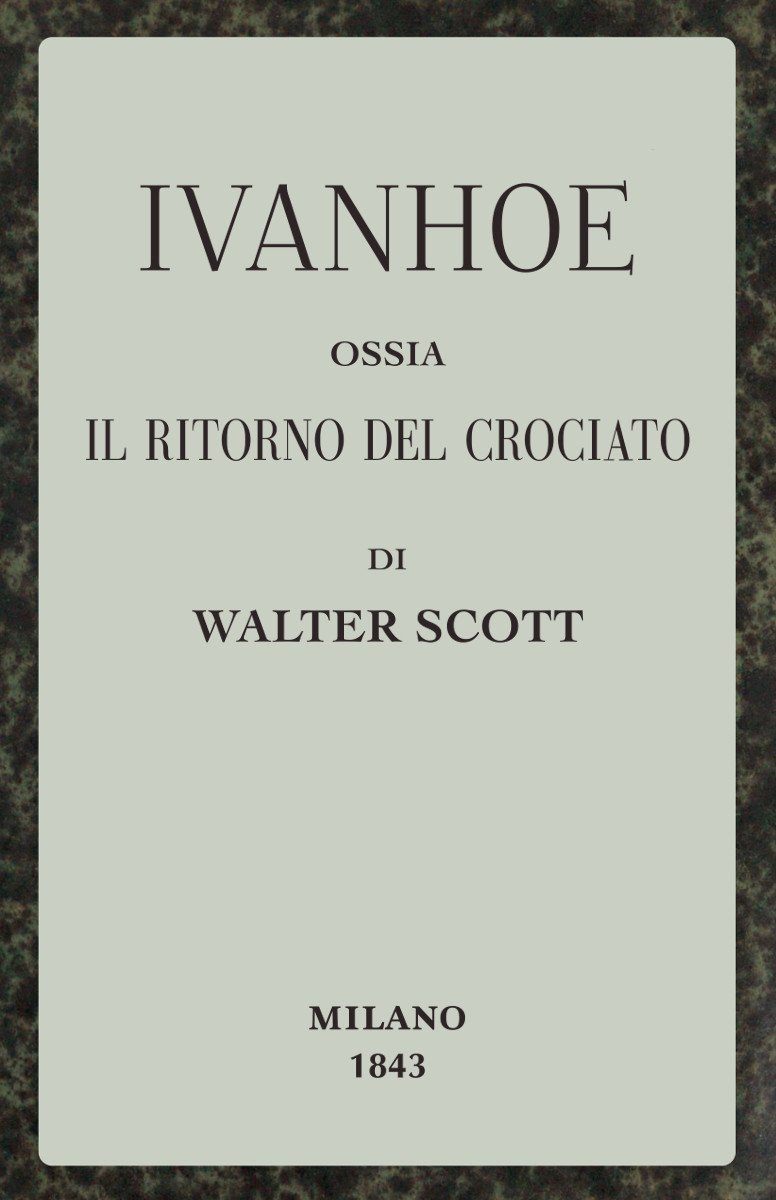 IVANHOE
OSSIA
IL RITORNO DEL CROCIATO
DI
WALTER SCOTT
MILANO
1843